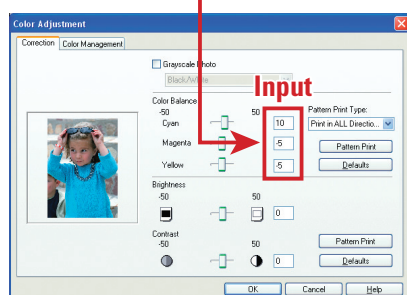 Color Adjustment
Correction Color Management
Grayscale Photo
Black/White
Input
Color Balance
-50 50 Pattern Print Type:
Cyan 10 Print in ALL Directio...
Magenta -5 Pattern Print
Yellow -5 Defaults
Brightness
-50 50
0
Contrast
-50 50 Pattern Print
0 Defaults
OK Cancel Help